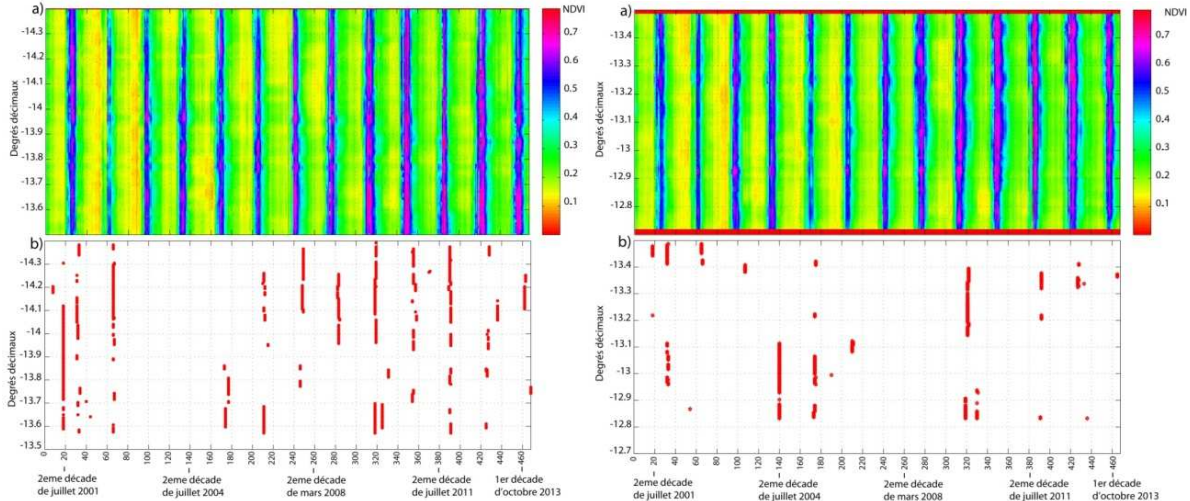 a)
NDVI
-14.3
-14.2
-14.1
-14
-13.9
-13.8
-13.7
-13.6
Degrés décimaux
0.7
0.6
0.5
0.4
0.3
0.2
0.1
b)
-14.3
-14.2
-14.1
-14
-13.9
-13.8
-13.7
-13.6
-13.5
Degrés décimaux
0 20 40 60 80 100 120 140 160 180 200 220 240 260 280 300 320 340 360 380 400 420 440 460
2eme décade
de juillet 2001
2eme décade
de juillet 2004
2eme décade
de mars 2008
2eme décade
de juillet 2011
1er décade
d'octobre 2013
a)
NDVI
-13.4
-13.3
-13.2
-13.1
-13
-12.9
-12.8
Degrés décimaux
0.7
0.6
0.5
0.4
0.3
0.2
0.1
b)
-13.4
-13.3
-13.2
-13.1
-13
-12.9
-12.8
-12.7
Degrés décimaux
0 20 40 60 80 100 120 140 160 180 200 220 240 260 280 300 320 340 360 380 400 420 440 460
2eme décade
de juillet 2001
2eme décade
de juillet 2004
2eme décade
de mars 2008
2eme décade
de juillet 2011
1er décade
d'octobre 2013